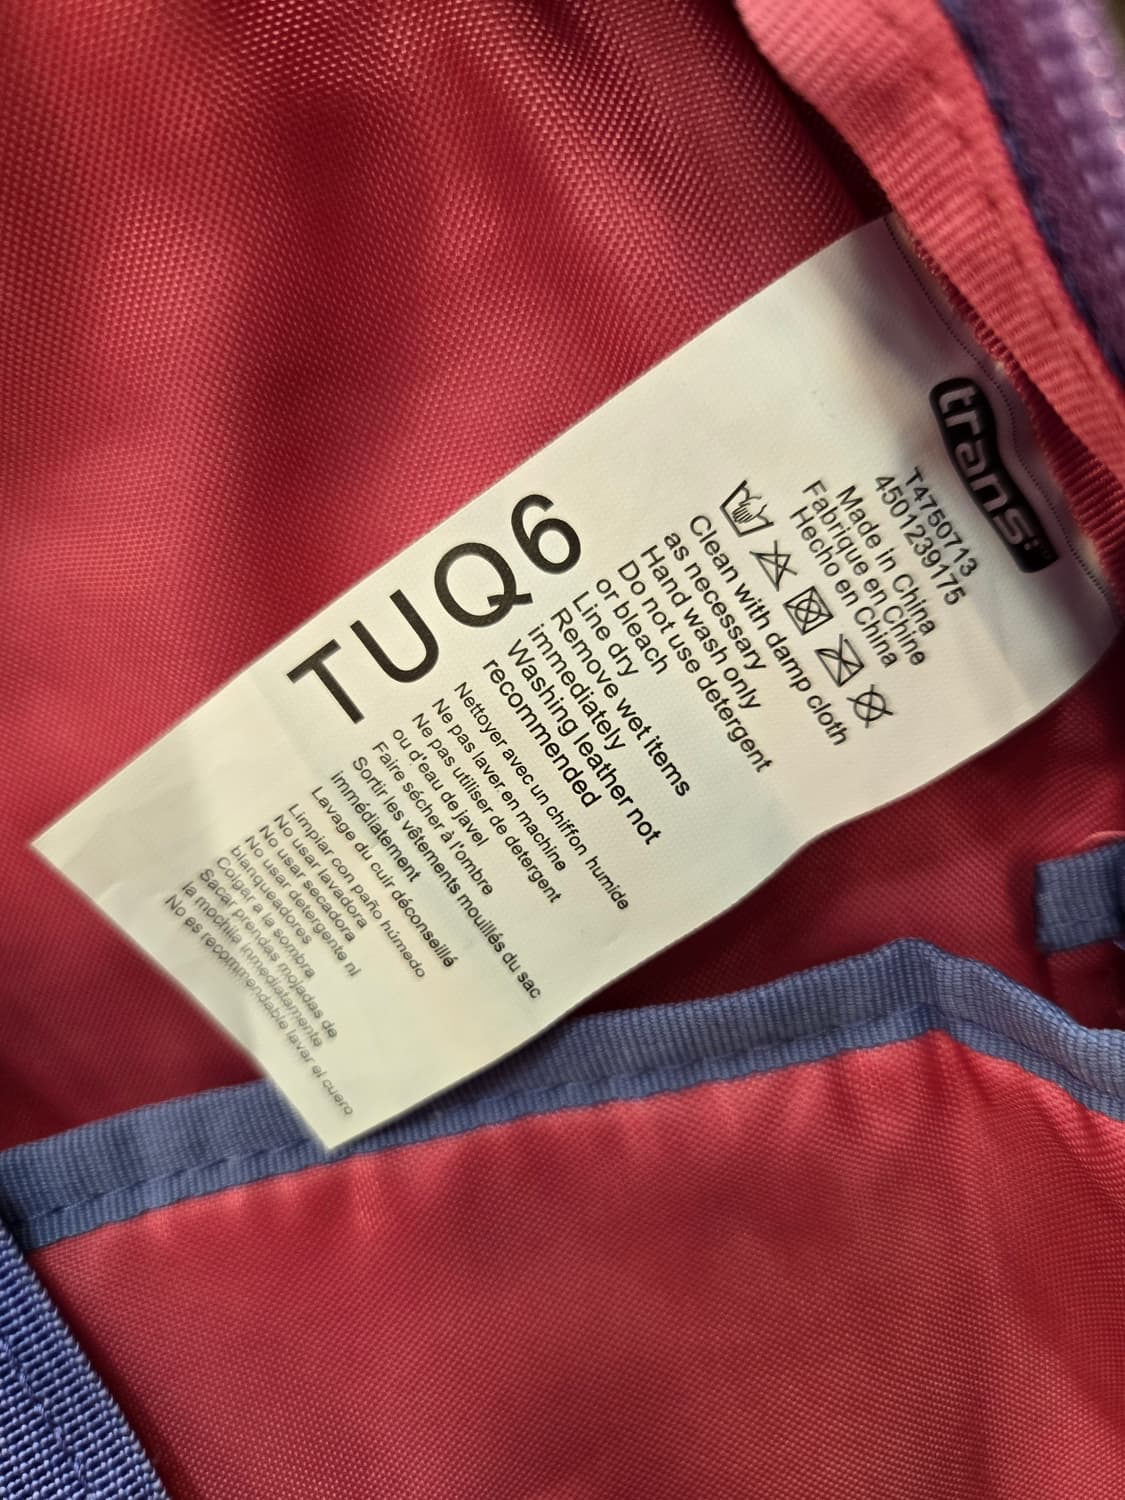 trans
T4750713
4501239175
Made in China
Fabrique en Chine
Hecho en China
Clean with damp cloth
as necessary
Hand wash only
Do not use detergent
or bleach
Line dry
Remove wet items
immediately
Washing leather not
recommended
TUQ6
Nettoyer avec un chiffon humide
Ne pas laver en machine
Ne pas utiliser de detergent
ou d'eau de javel
Faire sécher à l'ombre
Sortir les vêtements mouillés du sac
immédiatement
Lavage du cuir déconseillé
Limpiar con paño húmedo
No usar lavadora
No usar secadora
No usar detergente ni
blanqueadores
Colgar a la sombra
Sacar prendas mojadas de
la mochila inmediatamente
No es recommendable lavar el cuero